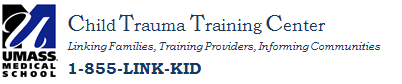 UMASS
MEDICAL
SCHOOL
Child Trauma Training Center
Linking Families, Training Providers, Informing Communities
1-855-LINK-KID